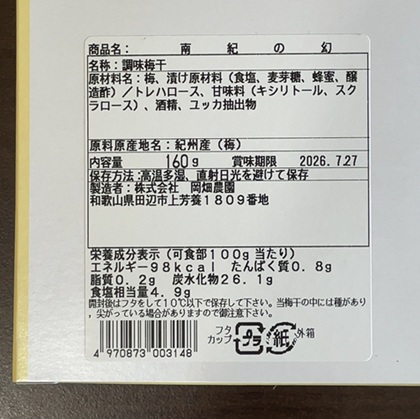 商品名: 南紀の幻
名称: 調味梅干
原材料名: 梅、漬け原材料(食塩、麦芽糖、蜂蜜、醸
造酢)/トレハロース、甘味料(キシリトール、スク
ラロース)、酒精、ユッカ抽出物
原料原産地名: 紀州産(梅)
内容量 160g 賞味期限 2026.7.27
保存方法:高温多湿、直射日光を避けて保存
製造者: 株式会社 岡畑農園
和歌山県田辺市上芳養1809番地
栄養成分表示(可食部100g当たり)
エネルギー98kcal たんぱく質0.8g
脂質0.2g 炭水化物26.1g
食塩相当量4.9g
開封後はフタをして10℃以下で保存して下さい。当梅干の中には種があり
、尖がっている場合がありますので御注意下さい。
フタ
カップ プラ 紙 外箱
4 970873 003148